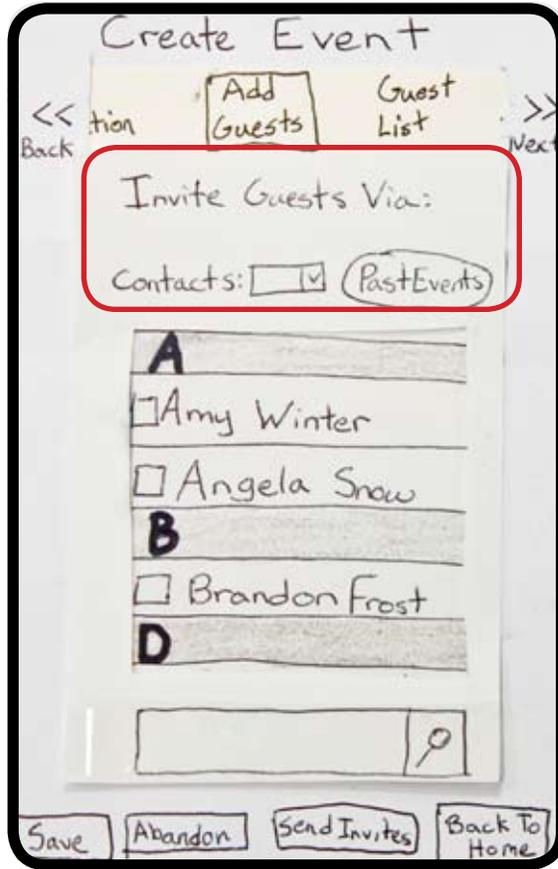 Create Event
<< Back
tion
Add Guests
Guest List
>> Next
Invite Guests Via:
Contacts:
Past Events
A
Amy Winter
Angela Snow
B
Brandon Frost
D
Save
Abandon
Send Invites
Back To Home